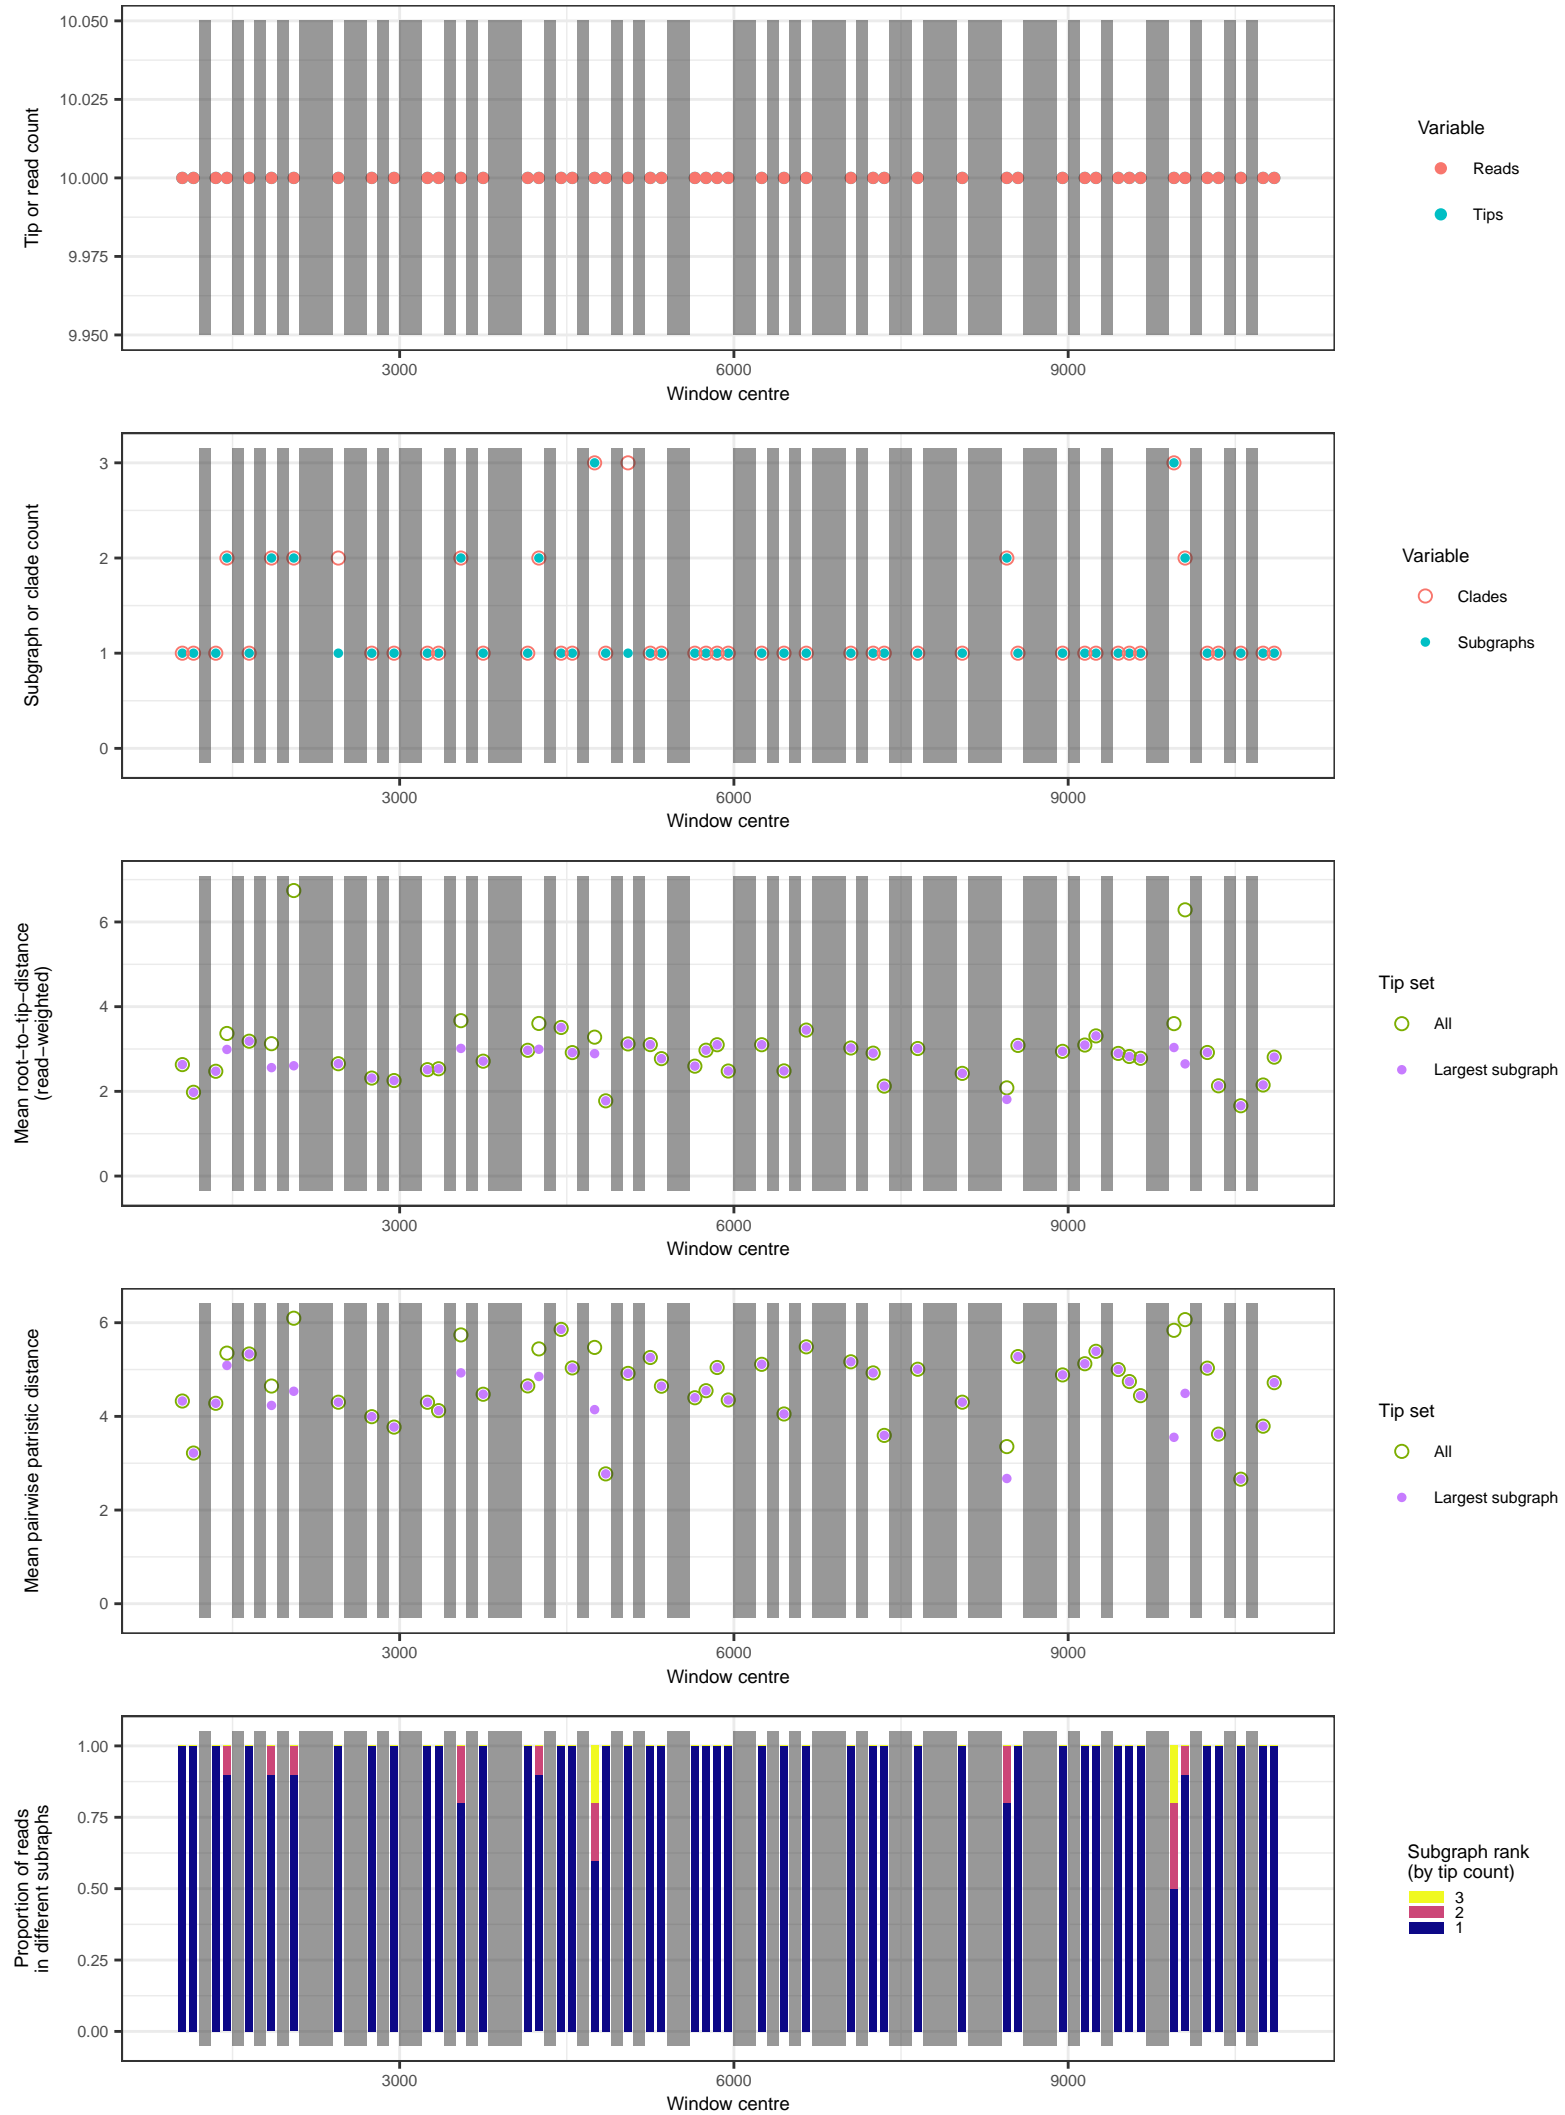 10.050
10.025
10.000
9.975
9.950
Tip or read count
3000 6000 9000
Window centre
Variable
Reads
Tips
3
2
1
0
Subgraph or clade count
3000 6000 9000
Window centre
Variable
Clades
Subgraphs
6
4
2
0
Mean root−to−tip−distance
(read−weighted)
3000 6000 9000
Window centre
Tip set
All
Largest subgraph
6
4
2
0
Mean pairwise patristic distance
3000 6000 9000
Window centre
Tip set
All
Largest subgraph
1.00
0.75
0.50
0.25
0.00
Proportion of reads
in different subraphs
3000 6000 9000
Window centre
Subgraph rank
(by tip count)
3
2
1